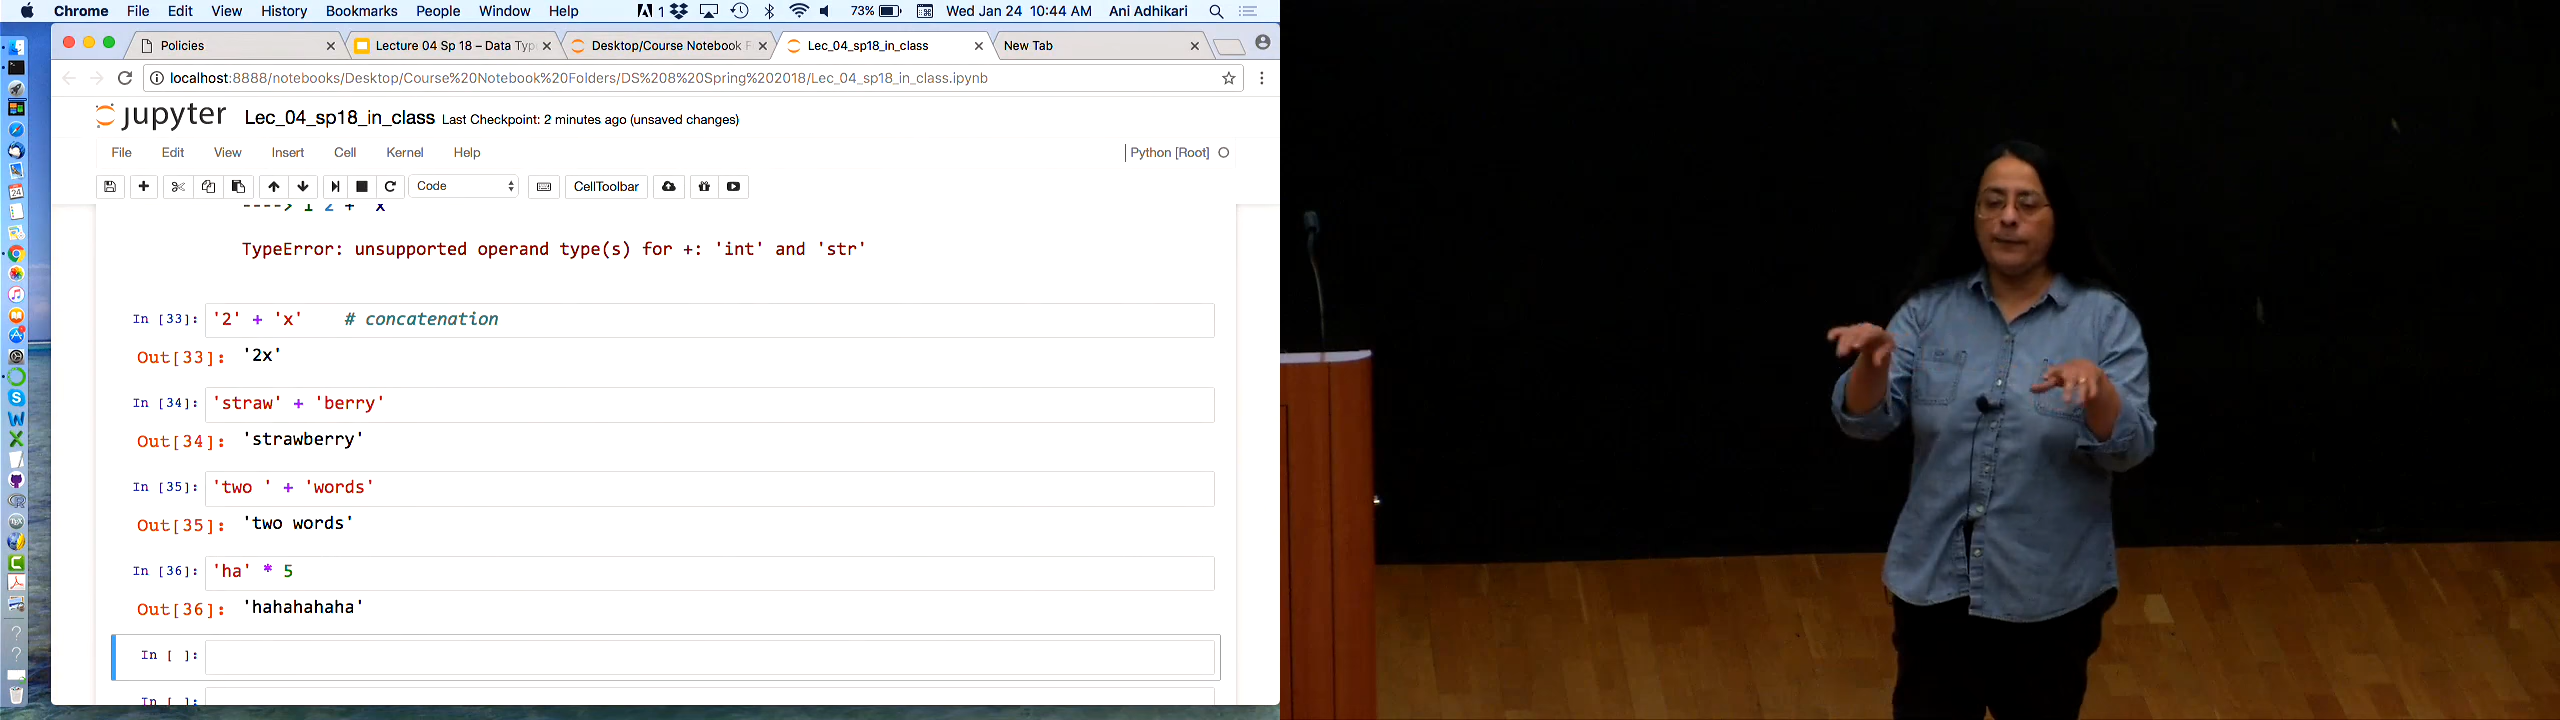 Chrome File Edit View History Bookmarks People Window Help 1 73% Wed Jan 24 10:44 AM Ani Adhikari
Policies Lecture 04 Sp 18 – Data Typ Desktop/Course Notebook F Lec_04_sp18_in_class New Tab
localhost:8888/notebooks/Desktop/Course%20Notebook%20Folders/DS%208%20Spring%202018/Lec_04_sp18_in_class.ipynb
jupyter Lec_04_sp18_in_class Last Checkpoint: 2 minutes ago (unsaved changes)
File Edit View Insert Cell Kernel Help Python [Root]
Code CellToolbar
----> 1 2 + 'x'
TypeError: unsupported operand type(s) for +: 'int' and 'str'
In [33]: '2' + 'x' # concatenation
Out[33]: '2x'
In [34]: 'straw' + 'berry'
Out[34]: 'strawberry'
In [35]: 'two ' + 'words'
Out[35]: 'two words'
In [36]: 'ha' * 5
Out[36]: 'hahahahaha'
In [ ]:
In [ ]: